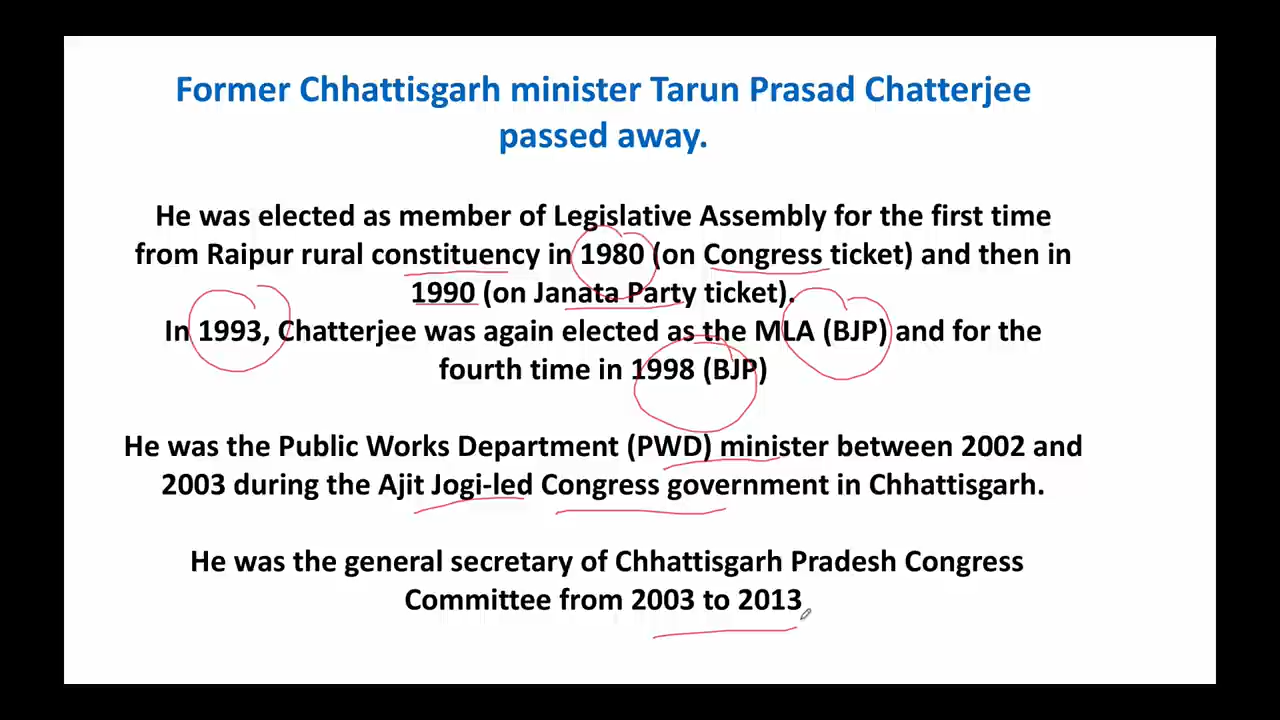 Former Chhattisgarh minister Tarun Prasad Chatterjee
passed away.
He was elected as member of Legislative Assembly for the first time
from Raipur rural constituency in 1980 (on Congress ticket) and then in
1990 (on Janata Party ticket).
In 1993, Chatterjee was again elected as the MLA (BJP) and for the
fourth time in 1998 (BJP)
He was the Public Works Department (PWD) minister between 2002 and
2003 during the Ajit Jogi-led Congress government in Chhattisgarh.
He was the general secretary of Chhattisgarh Pradesh Congress
Committee from 2003 to 2013